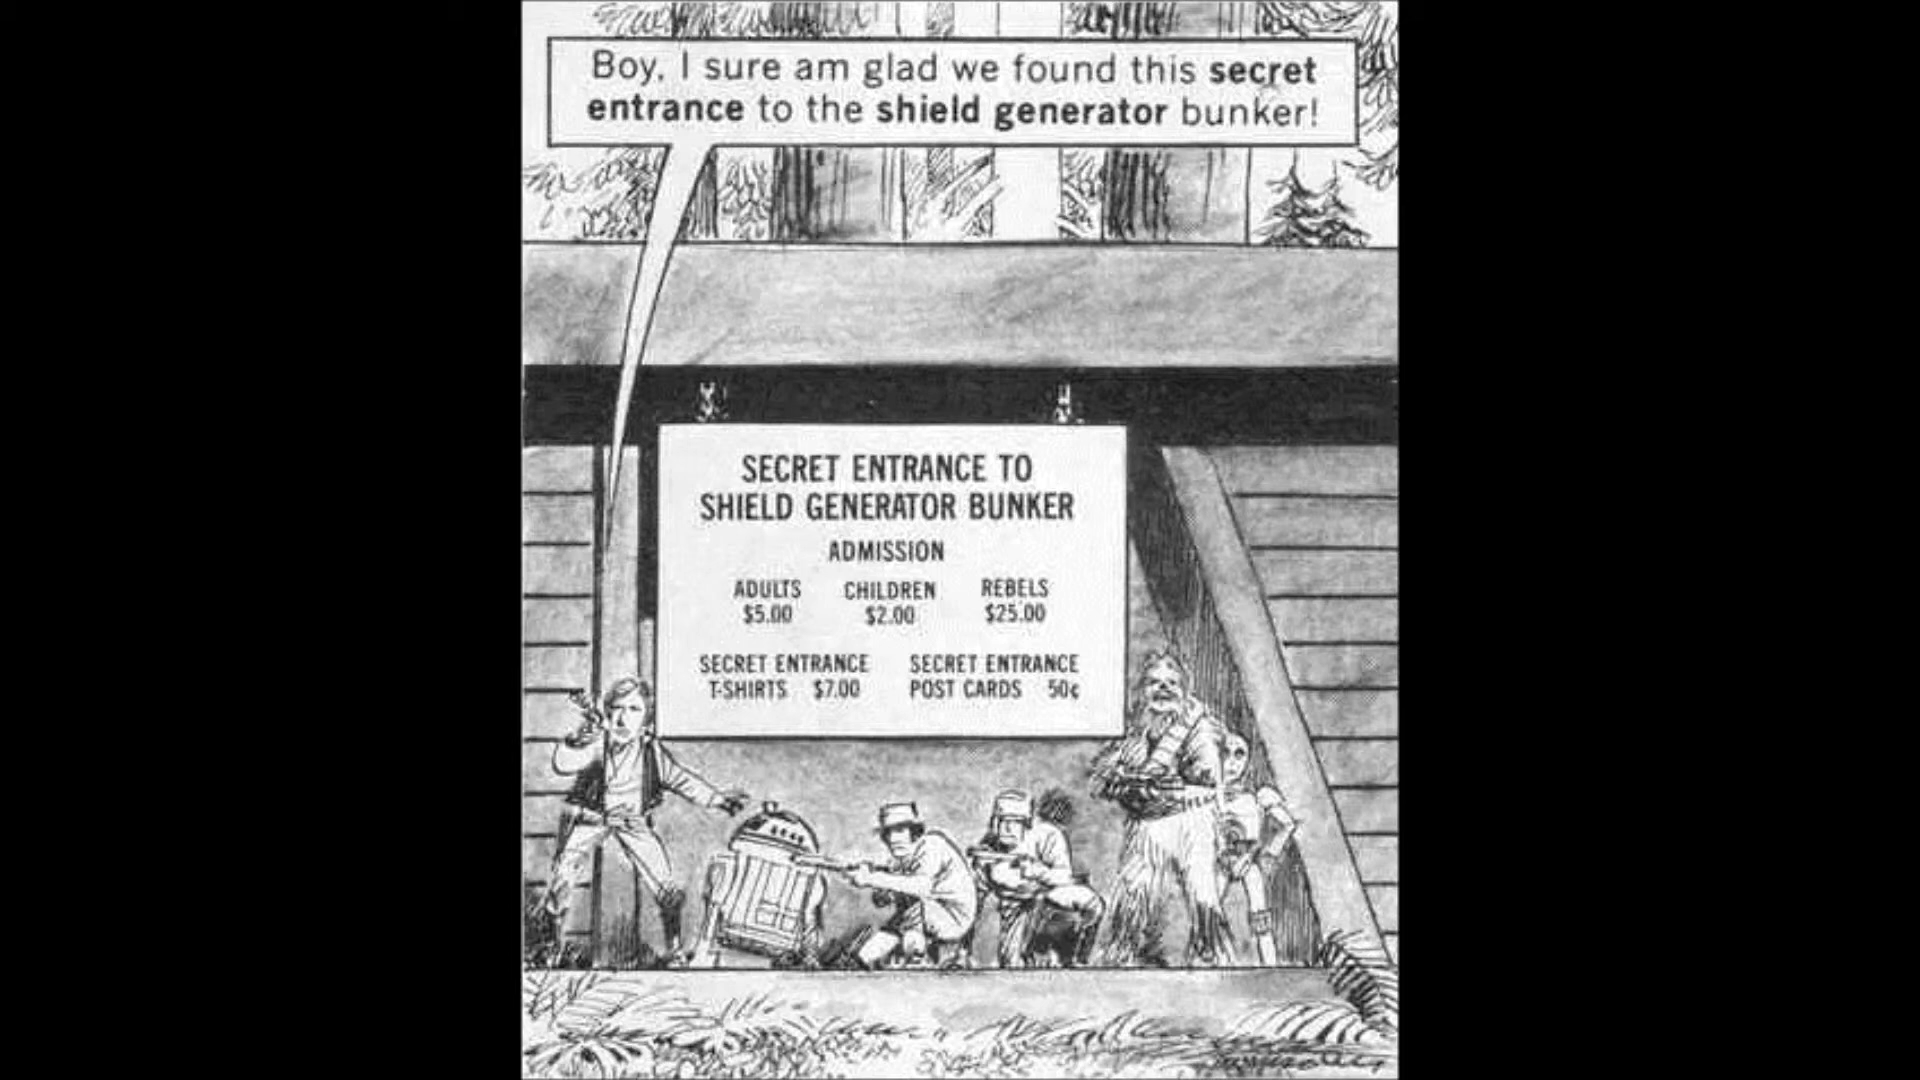 Boy, I sure am glad we found this secret
entrance to the shield generator bunker!
SECRET ENTRANCE TO
SHIELD GENERATOR BUNKER
ADMISSION
ADULTS CHILDREN REBELS
$5.00 $2.00 $25.00
SECRET ENTRANCE SECRET ENTRANCE
T-SHIRTS $7.00 POST CARDS 50¢